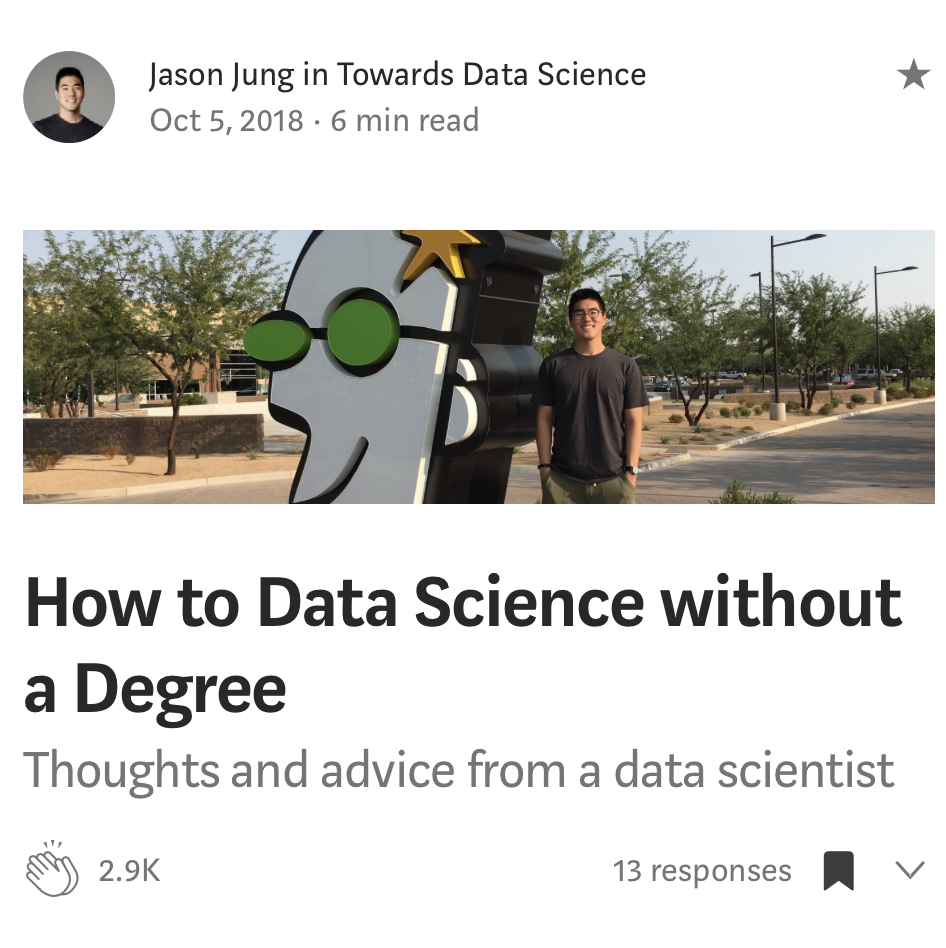 Jason Jung in Towards Data Science
Oct 5, 2018 · 6 min read
How to Data Science without
a Degree
Thoughts and advice from a data scientist
2.9K
13 responses